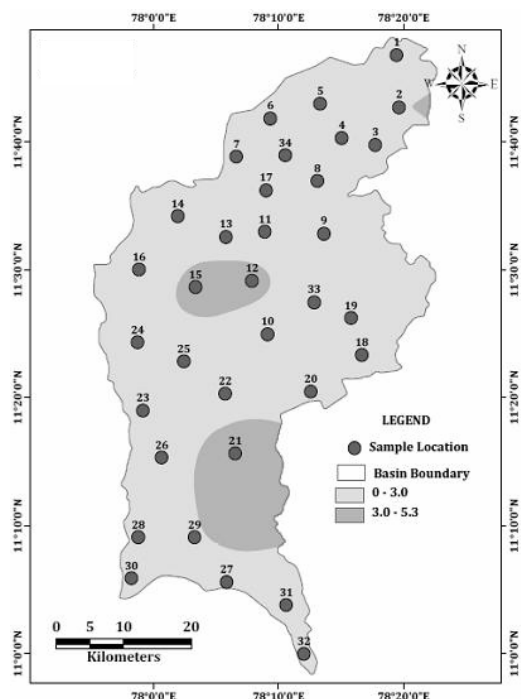 78°0'0"E 78°10'0"E 78°20'0"E
1
N
W E
S
5
2
6
11°40'0"N 4 3 11°40'0"N
7 34
17 8
14
13 11 9
16
11°30'0"N 15 12 11°30'0"N
33
19
10
24 18
25
22 20
11°20'0"N 11°20'0"N
23
LEGEND
21 Sample Location
26 Basin Boundary
0 - 3.0
3.0 - 5.3
11°10'0"N 28 29 11°10'0"N
30 27
31
0 5 10 20
Kilometers
32
11°0'0"N 11°0'0"N
78°0'0"E 78°10'0"E 78°20'0"E